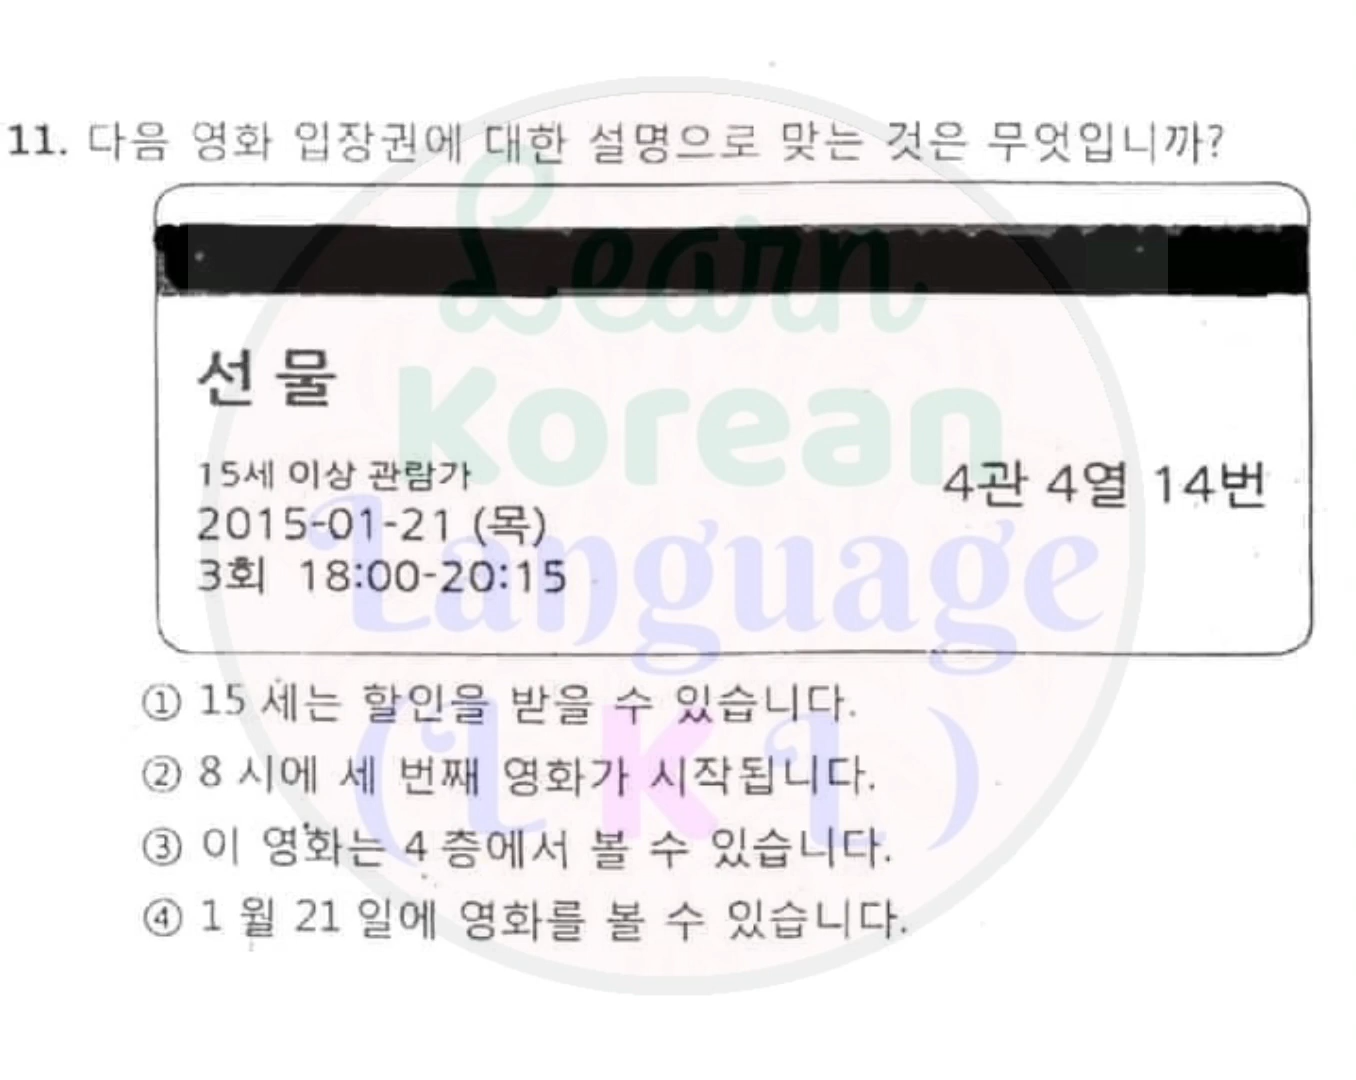 11. 다음 영화 입장권에 대한 설명으로 맞는 것은 무엇입니까?
선 물
15세 이상 관람가
4관 4열 14번
2015-01-21 (목)
3회 18:00-20:15
① 15 세는 할인을 받을 수 있습니다.
② 8 시에 세 번째 영화가 시작됩니다.
③ 이 영화는 4 층에서 볼 수 있습니다.
④ 1 월 21 일에 영화를 볼 수 있습니다.
Learn
Korean
Language
(LKL)